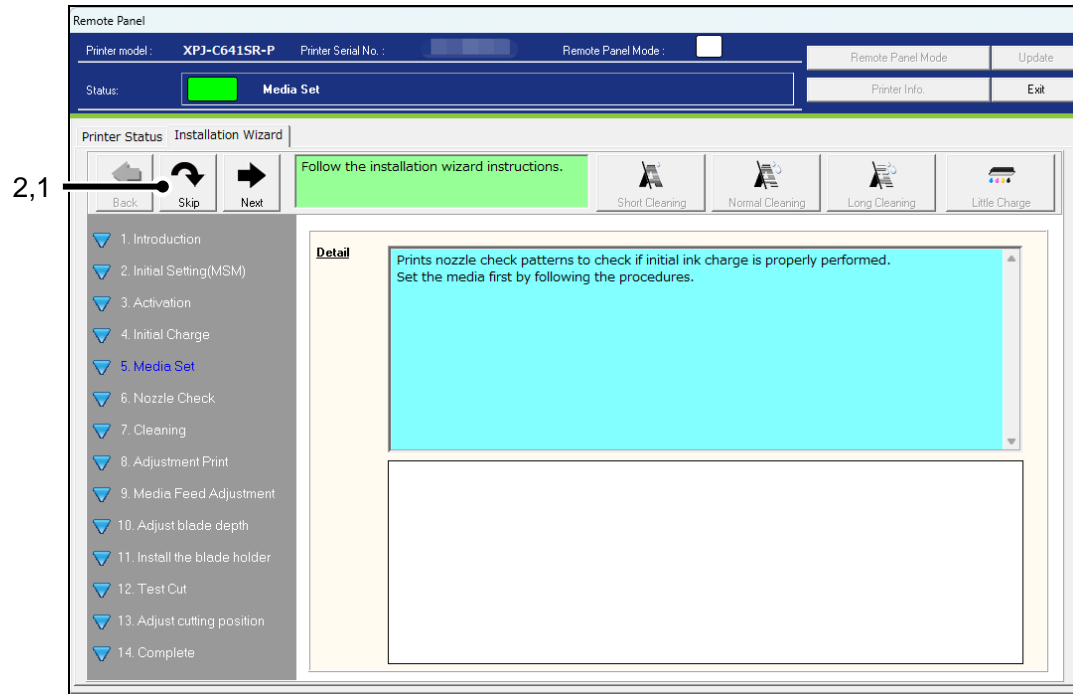 Remote Panel
Printer model : XPJ-C641SR-P Printer Serial No. : Remote Panel Mode :
Remote Panel Mode Update
Status: Media Set
Printer Info. Exit
Printer Status Installation Wizard
2,1
Back Skip Next
Follow the installation wizard instructions.
Short Cleaning Normal Cleaning Long Cleaning Little Charge
1. Introduction
2. Initial Setting(MSM)
3. Activation
4. Initial Charge
5. Media Set
6. Nozzle Check
7. Cleaning
8. Adjustment Print
9. Media Feed Adjustment
10. Adjust blade depth
11. Install the blade holder
12. Test Cut
13. Adjust cutting position
14. Complete
Detail
Prints nozzle check patterns to check if initial ink charge is properly performed.
Set the media first by following the procedures.